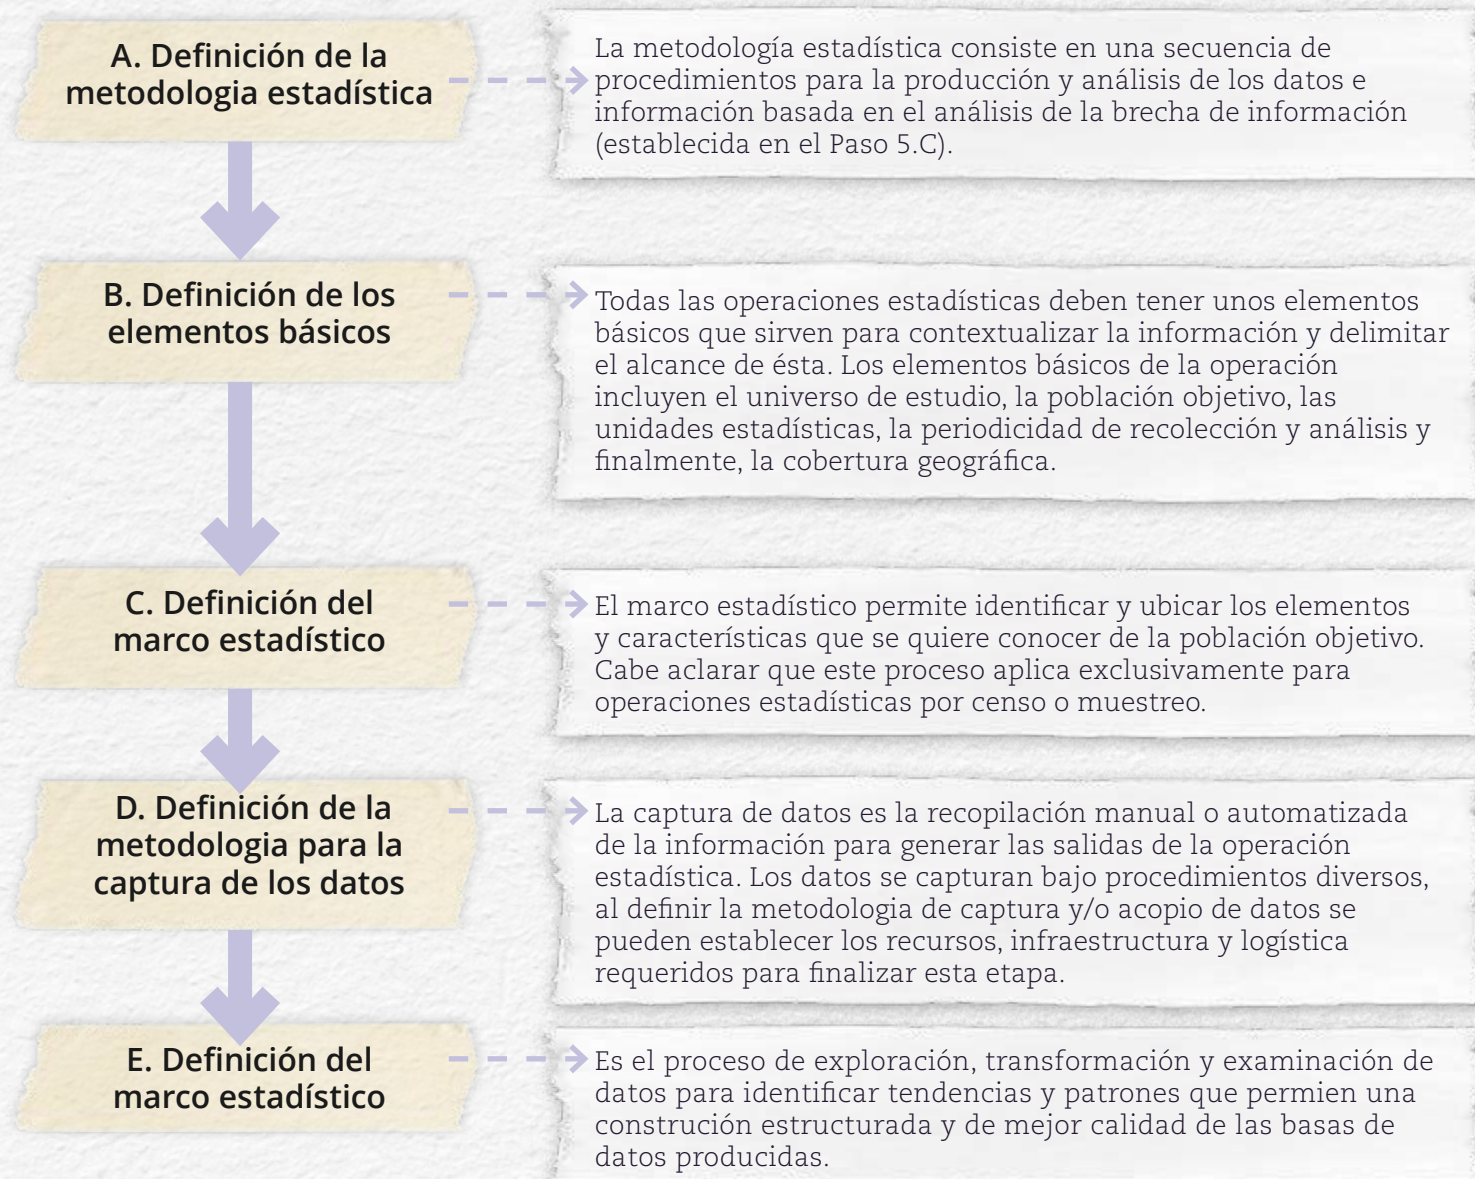 A. Definición de la
metodologia estadística
La metodología estadística consiste en una secuencia de
procedimientos para la producción y análisis de los datos e
información basada en el análisis de la brecha de información
(establecida en el Paso 5.C).
B. Definición de los
elementos básicos
Todas las operaciones estadísticas deben tener unos elementos
básicos que sirven para contextualizar la información y delimitar
el alcance de ésta. Los elementos básicos de la operación
incluyen el universo de estudio, la población objetivo, las
unidades estadísticas, la periodicidad de recolección y análisis y
finalmente, la cobertura geográfica.
C. Definición del
marco estadístico
El marco estadístico permite identificar y ubicar los elementos
y características que se quiere conocer de la población objetivo.
Cabe aclarar que este proceso aplica exclusivamente para
operaciones estadísticas por censo o muestreo.
D. Definición de la
metodologia para la
captura de los datos
La captura de datos es la recopilación manual o automatizada
de la información para generar las salidas de la operación
estadística. Los datos se capturan bajo procedimientos diversos,
al definir la metodologia de captura y/o acopio de datos se
pueden establecer los recursos, infraestructura y logística
requeridos para finalizar esta etapa.
E. Definición del
marco estadístico
Es el proceso de exploración, transformación y examinación de
datos para identificar tendencias y patrones que permien una
construción estructurada y de mejor calidad de las basas de
datos producidas.